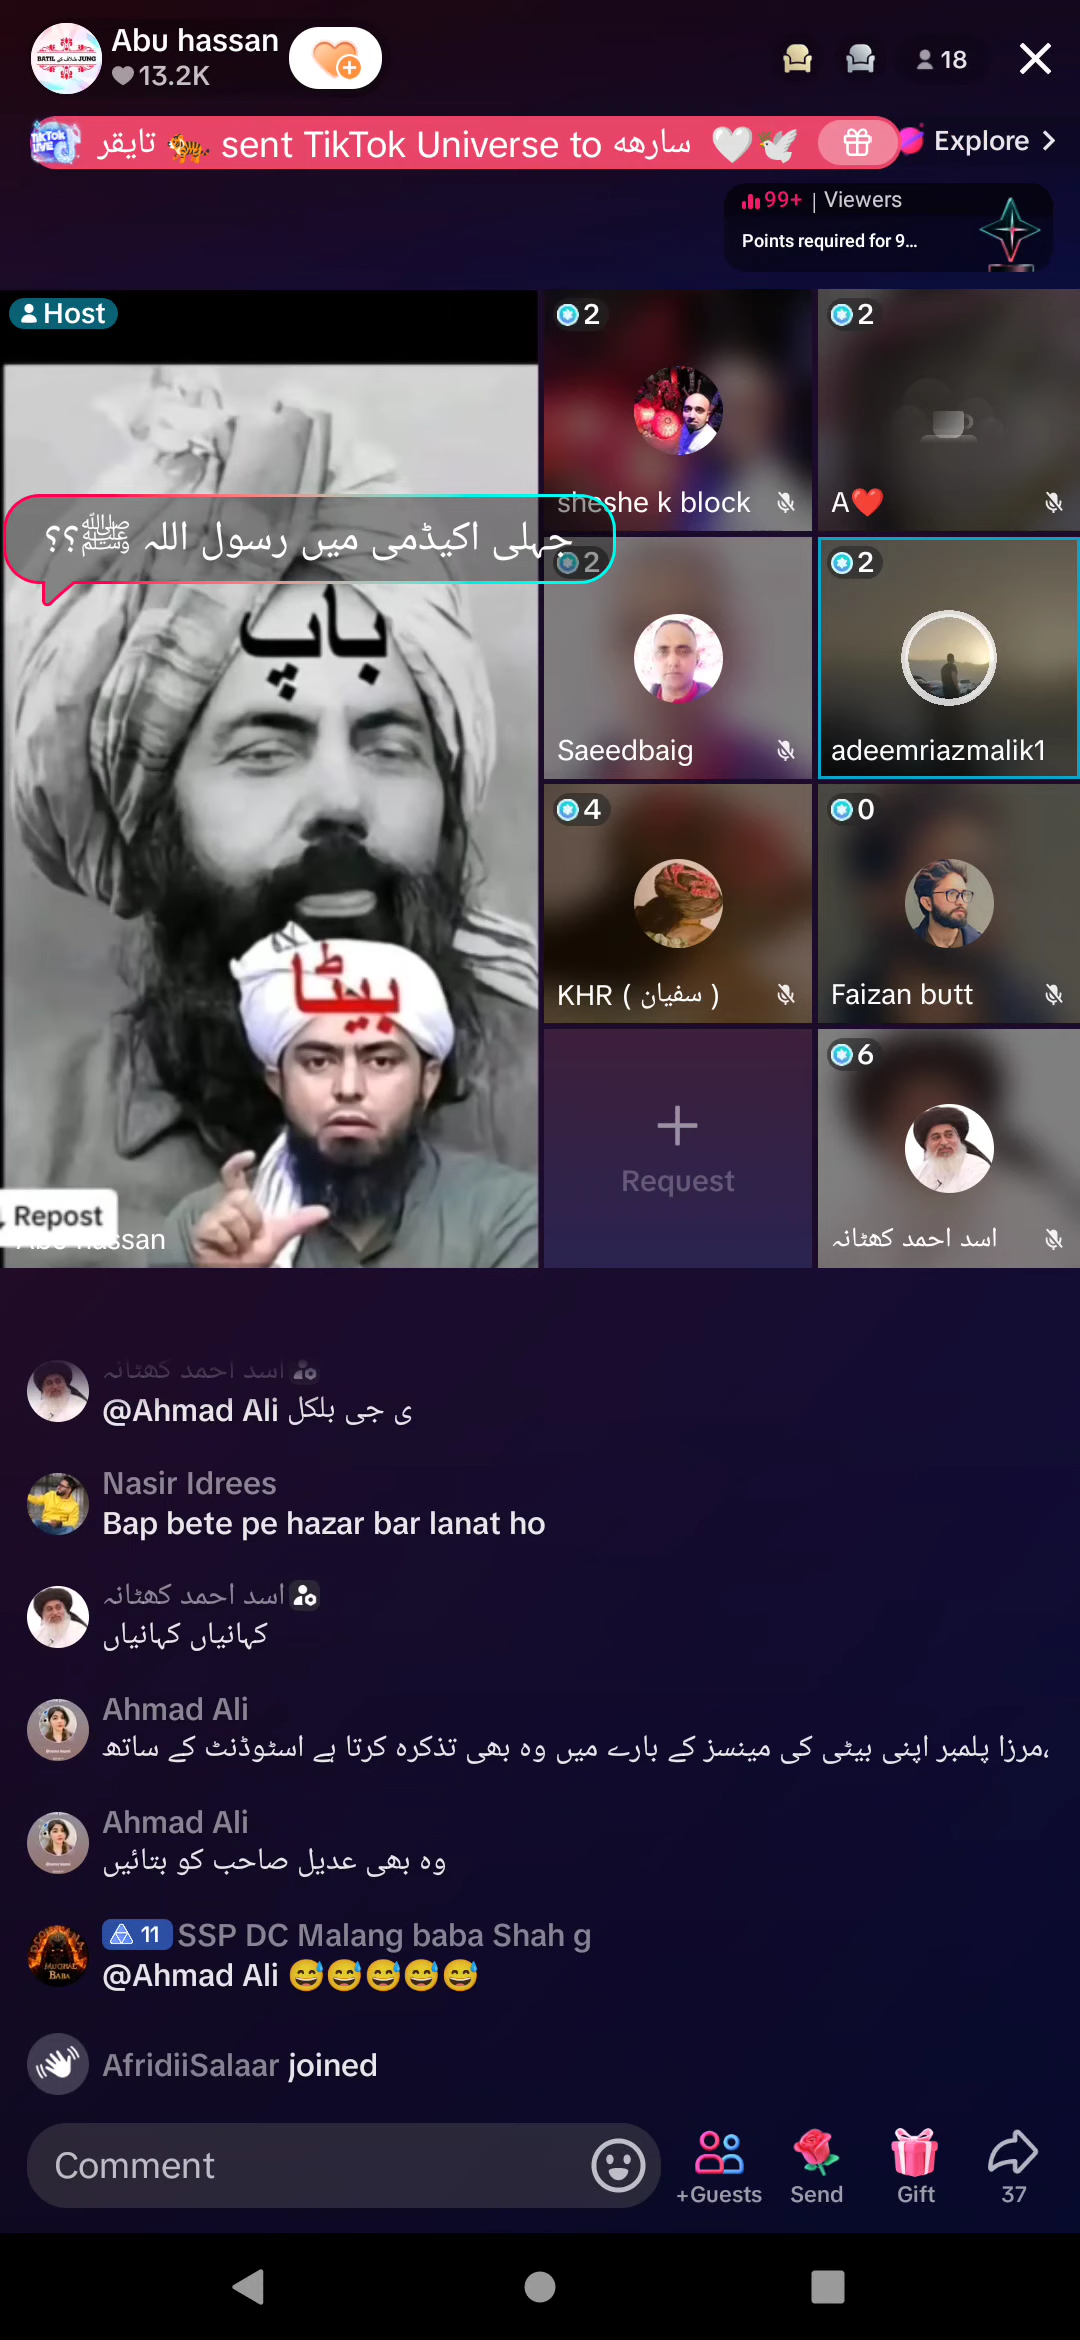 Abu hassan
13.2K
18
تایقر 🐅 sent TikTok Universe to سارهه 🤍🕊️
Explore
99+ | Viewers
Points required for 9...
Host
2
2
sheshe k block
A❤️
جہلی اکیڈمی میں رسول اللہ ﷺ؟؟
باپ
بیٹا
2
2
Saeedbaig
adeemriazmalik1
4
0
KHR ( سفیان )
Faizan butt
6
Request
اسد احمد کھٹانہ
Repost
Abu hassan
اسد احمد کھٹانہ
@Ahmad Ali ی جی بلکل
Nasir Idrees
Bap bete pe hazar bar lanat ho
اسد احمد کھٹانہ
کہانیاں کہانیاں
Ahmad Ali
مرزا پلمبر اپنی بیٹی کی مینسز کے بارے میں وہ بھی تذکرہ کرتا ہے اسٹوڈنٹ کے ساتھ،
Ahmad Ali
وہ بھی عدیل صاحب کو بتائیں
11 SSP DC Malang baba Shah g
@Ahmad Ali 😅😅😅😅😅
AfridiiSalaar joined
Comment
+Guests
Send
Gift
37